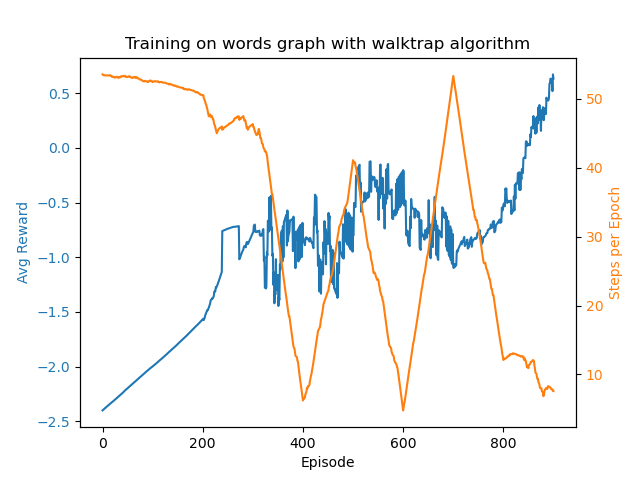 Training on words graph with walktrap algorithm
0.5
0.0
−0.5
−1.0
−1.5
−2.0
−2.5
Avg Reward
50
40
30
20
10
Steps per Epoch
0 200 400 600 800
Episode